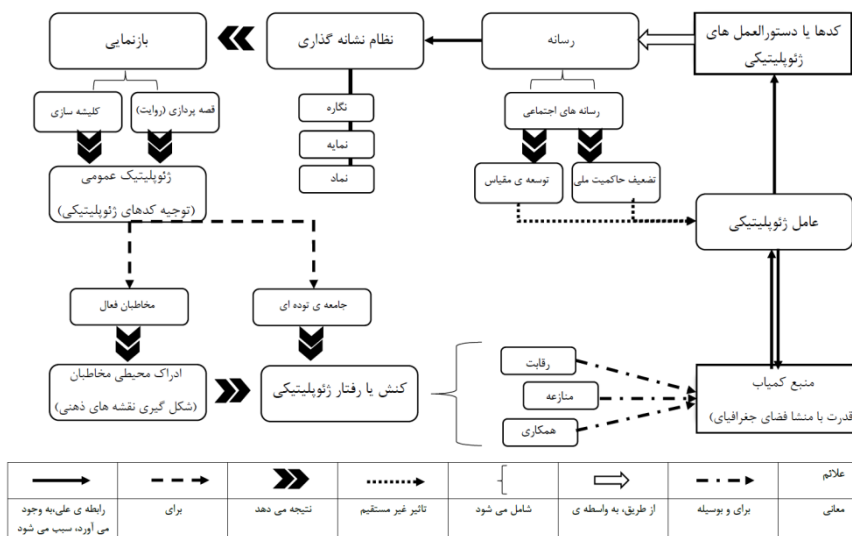 کدها یا دستورالعمل های
ژئوپلیتیکی
رسانه
نظام نشانه گذاری
بازنمایی
رسانه های اجتماعی
نگاره
نمایه
نماد
قصه پردازی (روایت)
کلیشه سازی
تضعیف حاکمیت ملی
توسعه ی مقیاس
ژئوپلیتیک عمومی
(توجیه کدهای ژئوپلیتیکی)
عامل ژئوپلیتیکی
جامعه ی توده ای
مخاطبان فعال
رقابت
منازعه
همکاری
منبع کمیاب
قدرت با منشا فضای جغرافیای)
کنش یا رفتار ژئوپلیتیکی
ادراک محیطی مخاطبان
(شکل گیری نقشه های ذهنی)
علائم
معانی
برای و بوسیله
از طریق، به واسطه ی
شامل می شود
تاثیر غیر مستقیم
نتیجه می دهد
برای
رابطه ی علی،به وجود
می آورد، سبب می شود